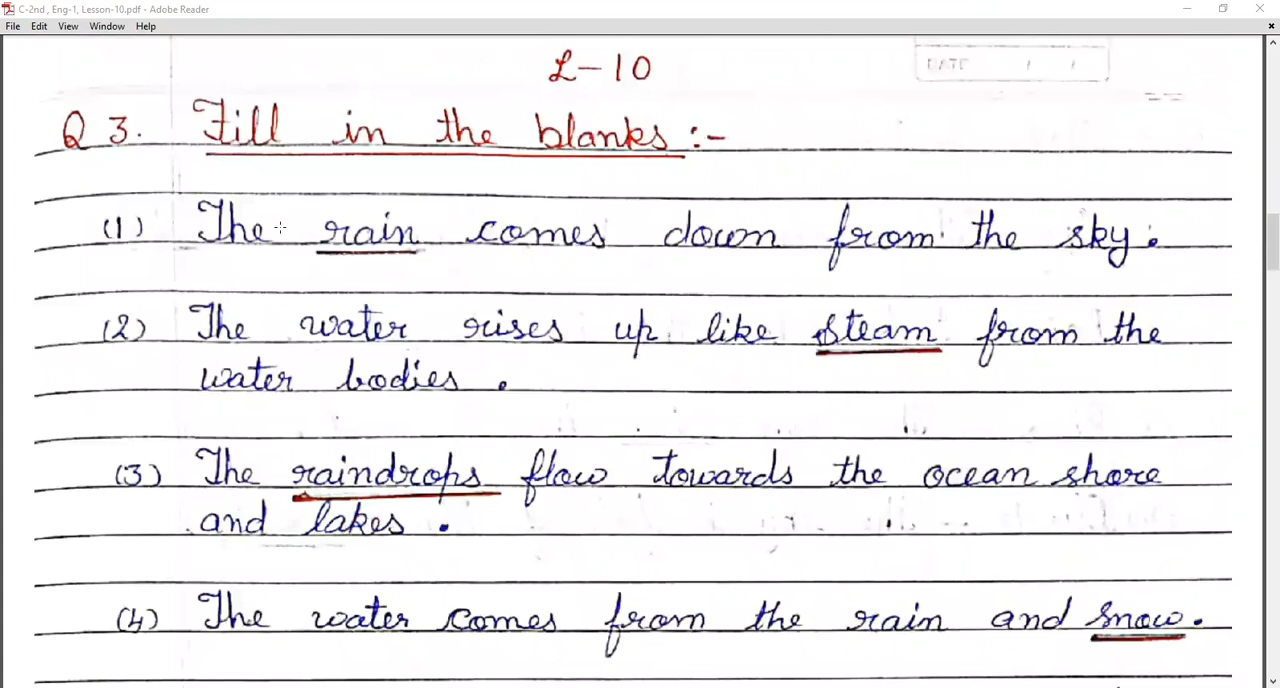 C-2nd , Eng-1, Lesson-10.pdf - Adobe Reader
File Edit View Window Help
L-10
DATE / /
Q 3. Fill in the blanks :-
(1) The rain comes down from the sky.
(2) The water rises up like steam from the
water bodies.
(3) The raindrops flow towards the ocean shore
and lakes.
(4) The water comes from the rain and snow.